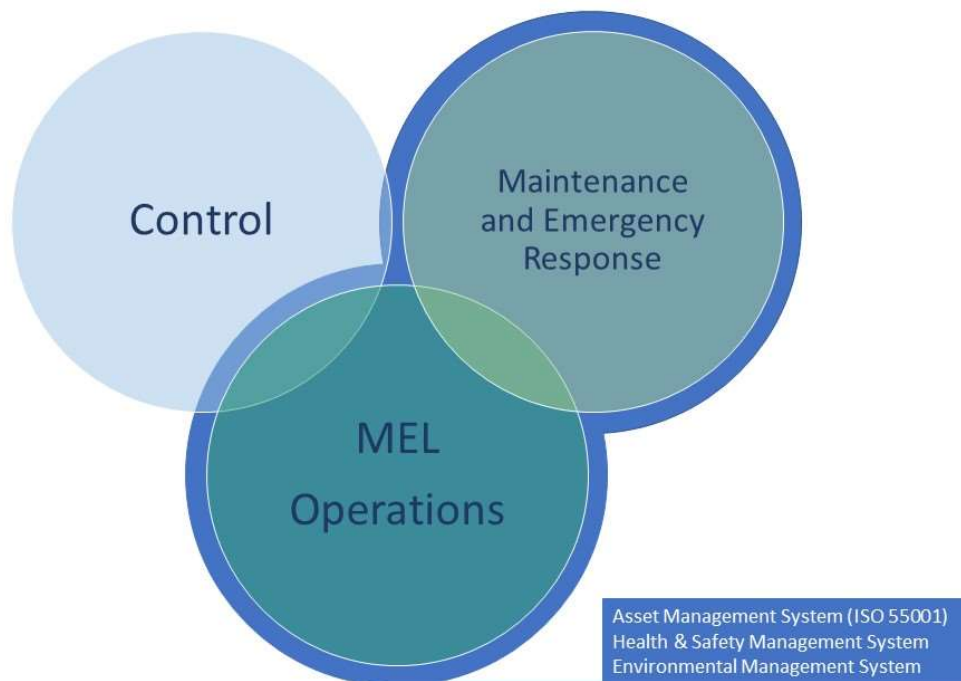 Control
Maintenance
and Emergency
Response
MEL
Operations
Asset Management System (ISO 55001)
Health & Safety Management System
Environmental Management System